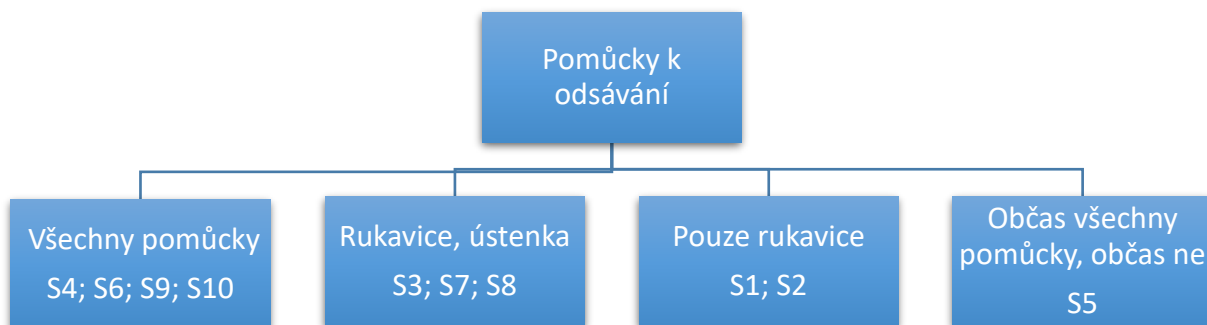 Pomůcky k
odsávání
Všechny pomůcky
S4; S6; S9; S10
Rukavice, ústenka
S3; S7; S8
Pouze rukavice
S1; S2
Občas všechny
pomůcky, občas ne
S5